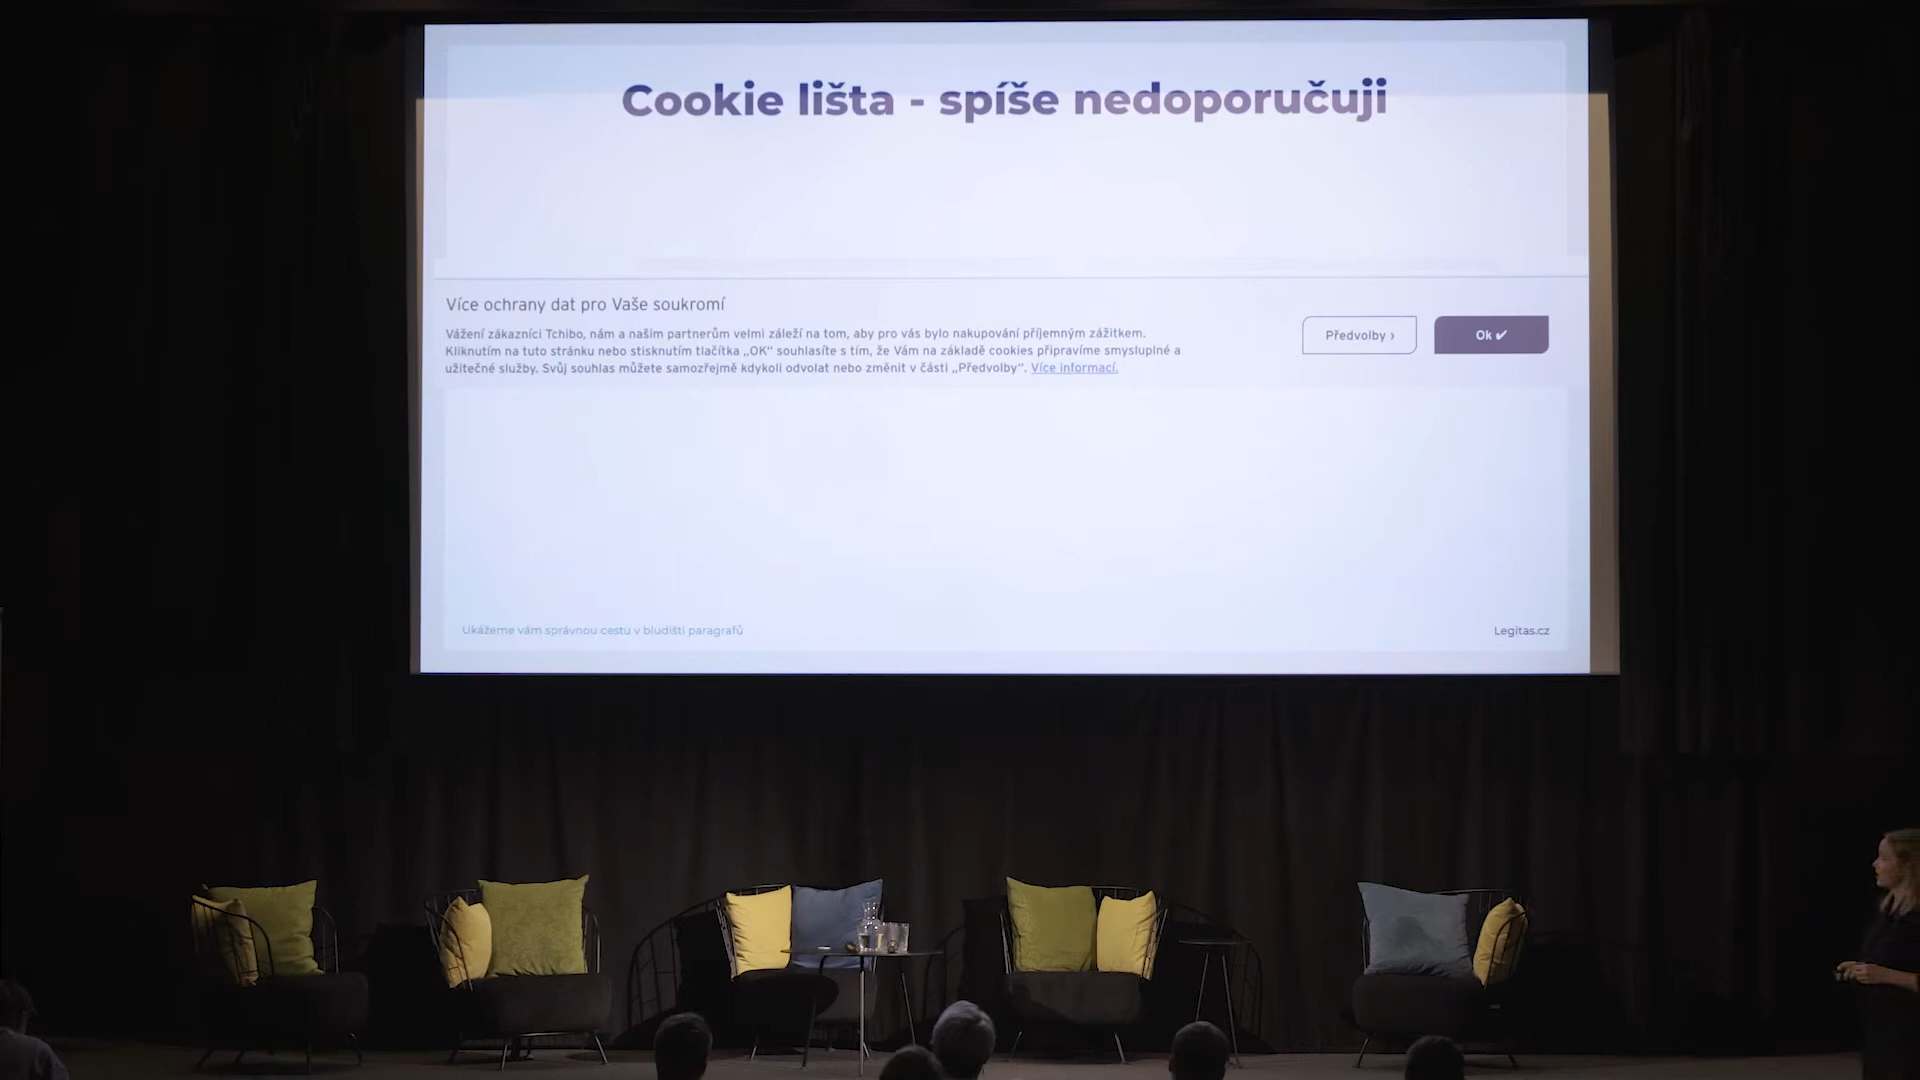 Cookie lišta - spíše nedoporučuji
Více ochrany dat pro Vaše soukromí
Vážení zákazníci Tchibo, nám a našim partnerům velmi záleží na tom, aby pro vás bylo nakupování příjemným zážitkem.
Kliknutím na tuto stránku nebo stisknutím tlačítka „OK“ souhlasíte s tím, že Vám na základě cookies připravíme smysluplné a
užitečné služby. Svůj souhlas můžete samozřejmě kdykoli odvolat nebo změnit v části „Předvolby“. Více informací.
Předvolby ›
Ok ✔
Ukážeme vám správnou cestu v bludišti paragrafů
Legitas.cz